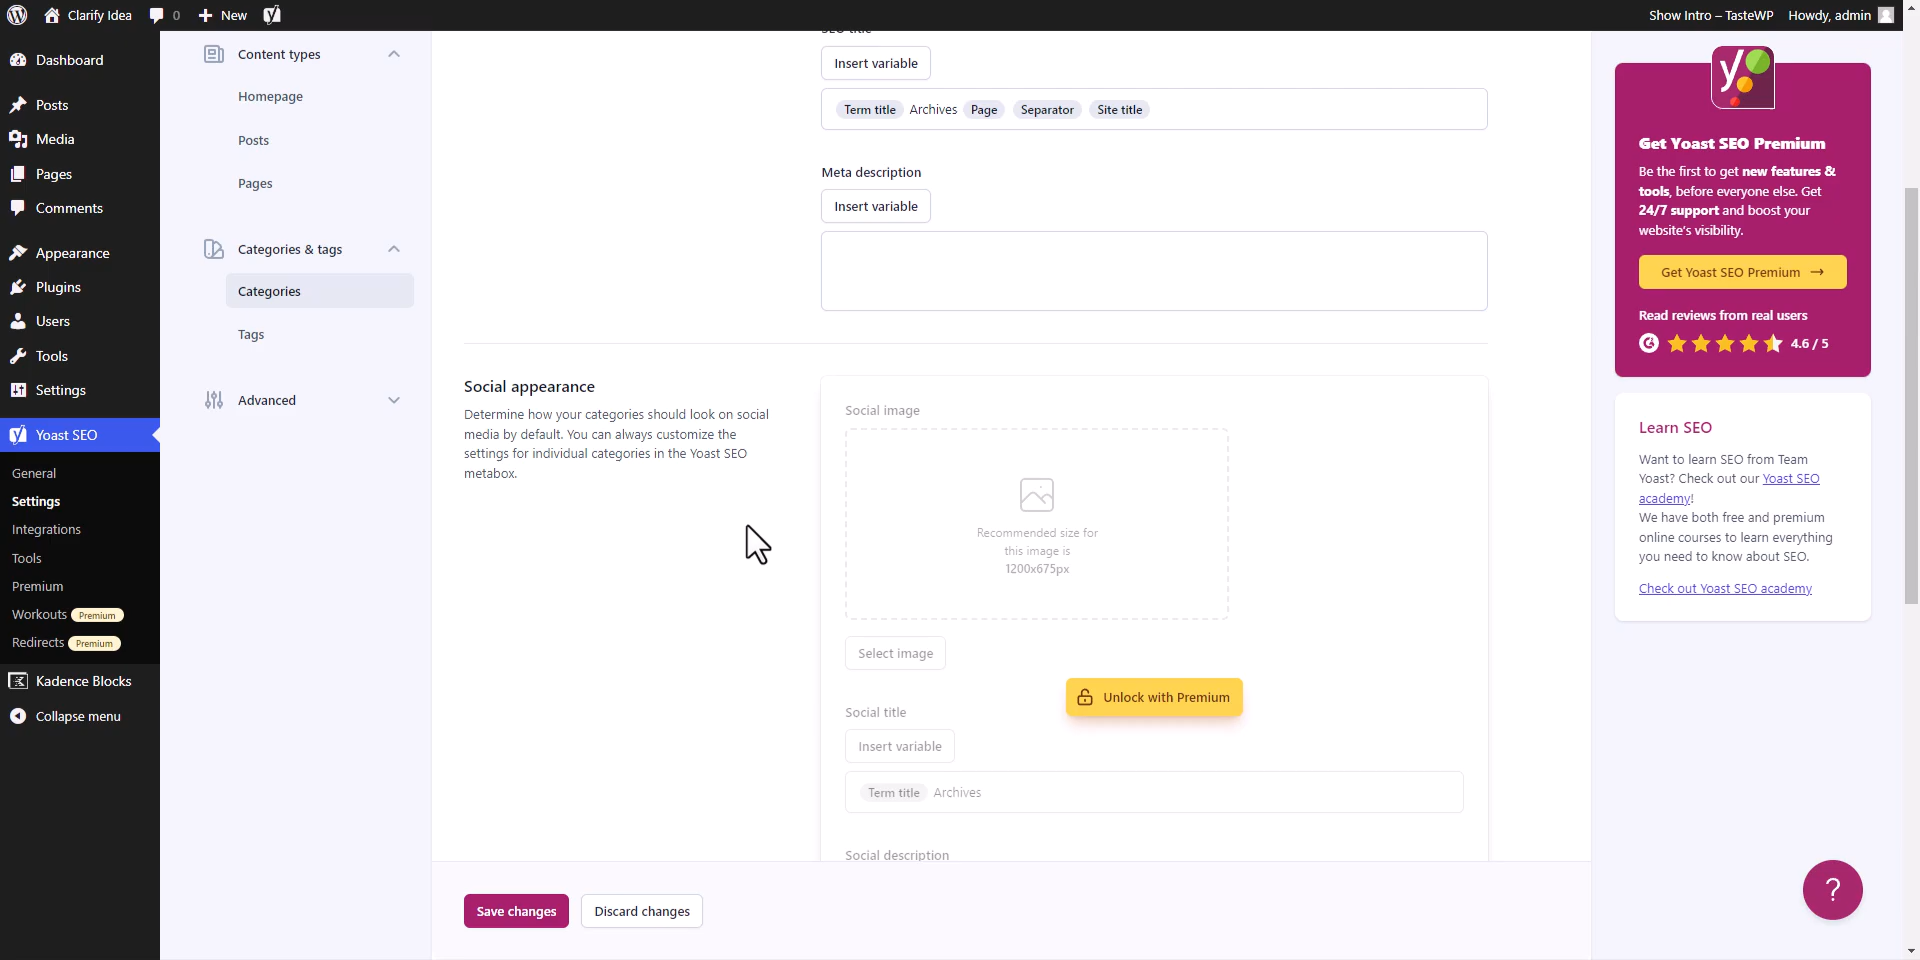 Clarify Idea
0
New
Show Intro – TasteWP
Howdy, admin
Dashboard
Posts
Media
Pages
Comments
Appearance
Plugins
Users
Tools
Settings
Yoast SEO
General
Settings
Integrations
Tools
Premium
Workouts Premium
Redirects Premium
Kadence Blocks
Collapse menu
Content types
Homepage
Posts
Pages
Categories & tags
Categories
Tags
Advanced
SEO title
Insert variable
Term title Archives Page Separator Site title
Meta description
Insert variable
Social appearance
Determine how your categories should look on social
media by default. You can always customize the
settings for individual categories in the Yoast SEO
metabox.
Social image
Recommended size for
this image is
1200x675px
Select image
Unlock with Premium
Social title
Insert variable
Term title Archives
Social description
Save changes
Discard changes
Get Yoast SEO Premium
Be the first to get new features &
tools, before everyone else. Get
24/7 support and boost your
website's visibility.
Get Yoast SEO Premium →
Read reviews from real users
4.6 / 5
Learn SEO
Want to learn SEO from Team
Yoast? Check out our Yoast SEO
academy!
We have both free and premium
online courses to learn everything
you need to know about SEO.
Check out Yoast SEO academy
?